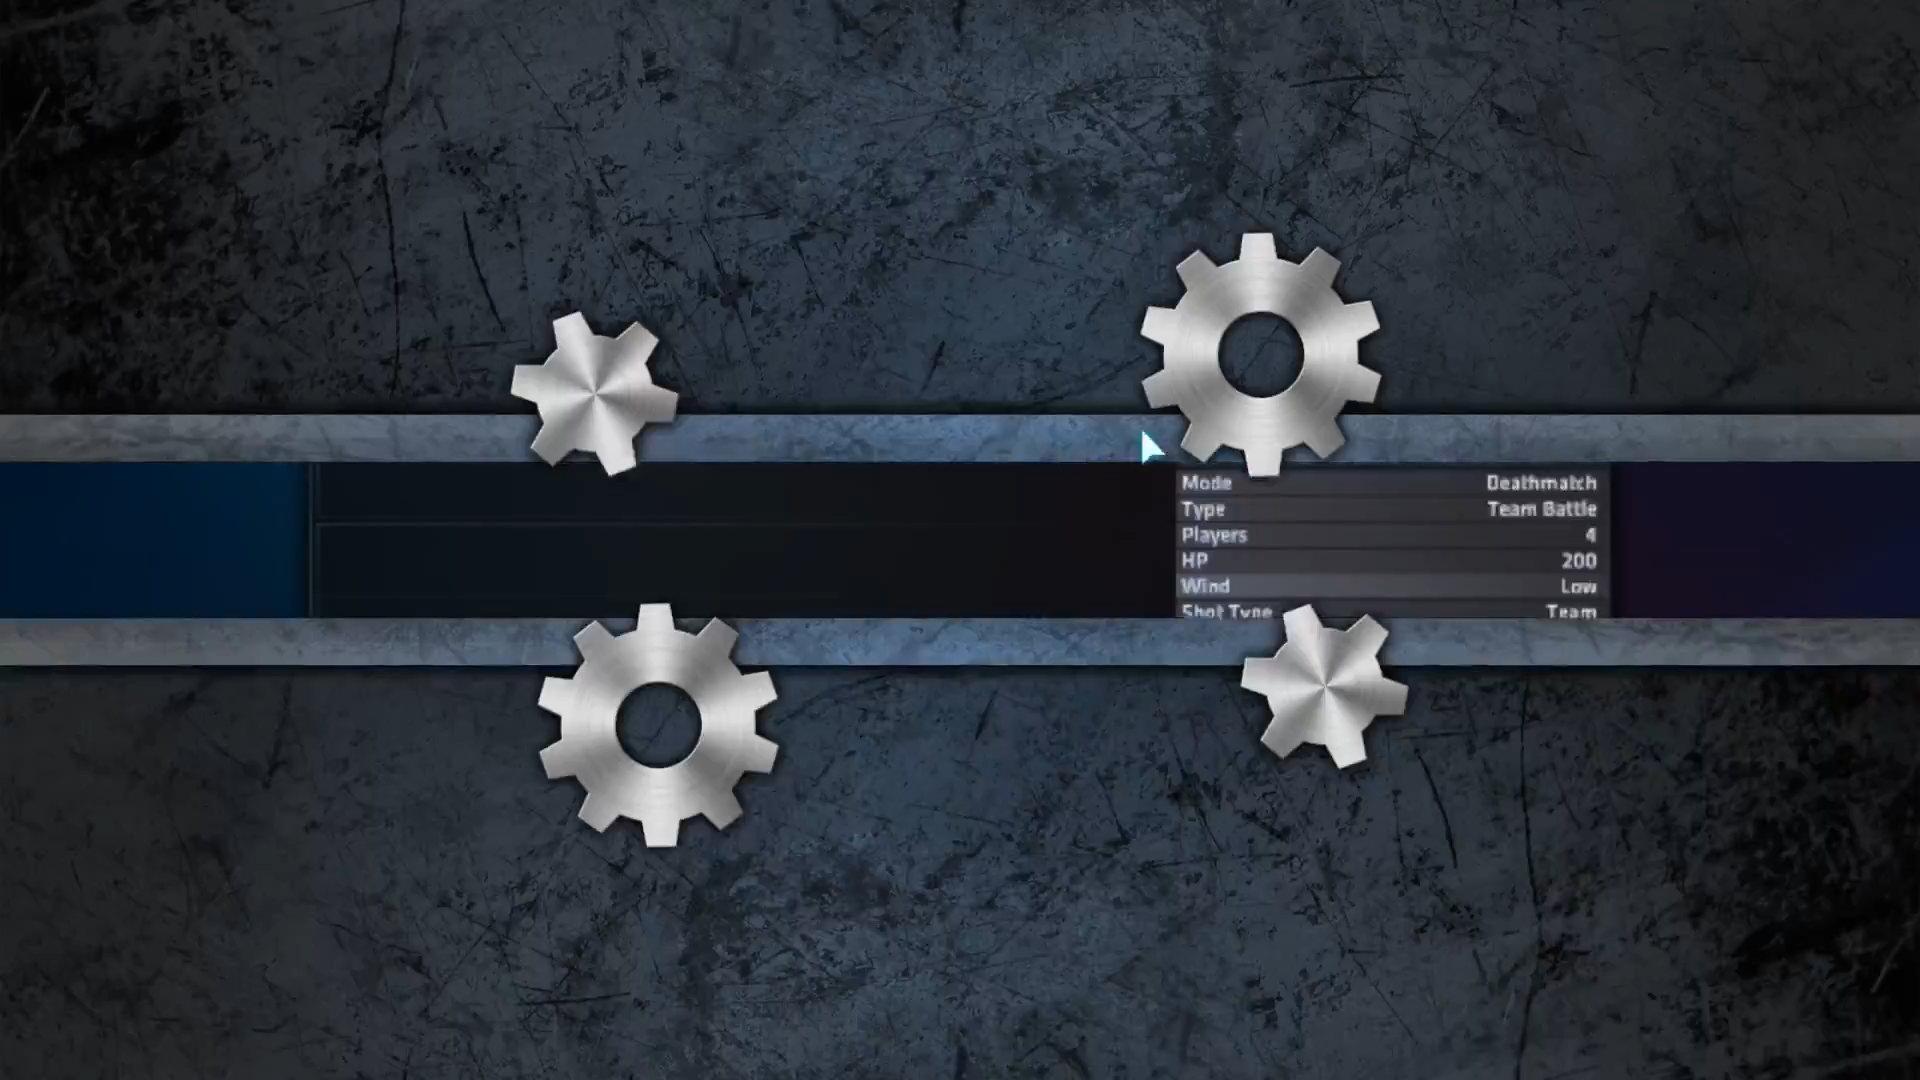 Mode Deathmatch
Type Team Battle
Players 4
HP 200
Wind Low
Shot Type Team